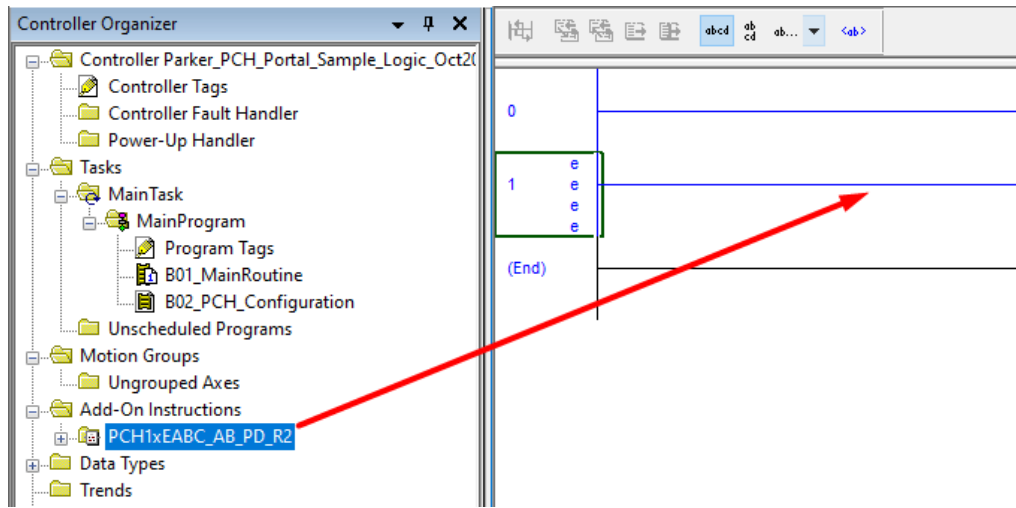 Controller Organizer
Controller Parker_PCH_Portal_Sample_Logic_Oct20
Controller Tags
Controller Fault Handler
Power-Up Handler
Tasks
MainTask
MainProgram
Program Tags
B01_MainRoutine
B02_PCH_Configuration
Unscheduled Programs
Motion Groups
Ungrouped Axes
Add-On Instructions
PCH1xEABC_AB_PD_R2
Data Types
Trends
abcd ab cd ab... <ab>
0
e
1 e
e
e
(End)